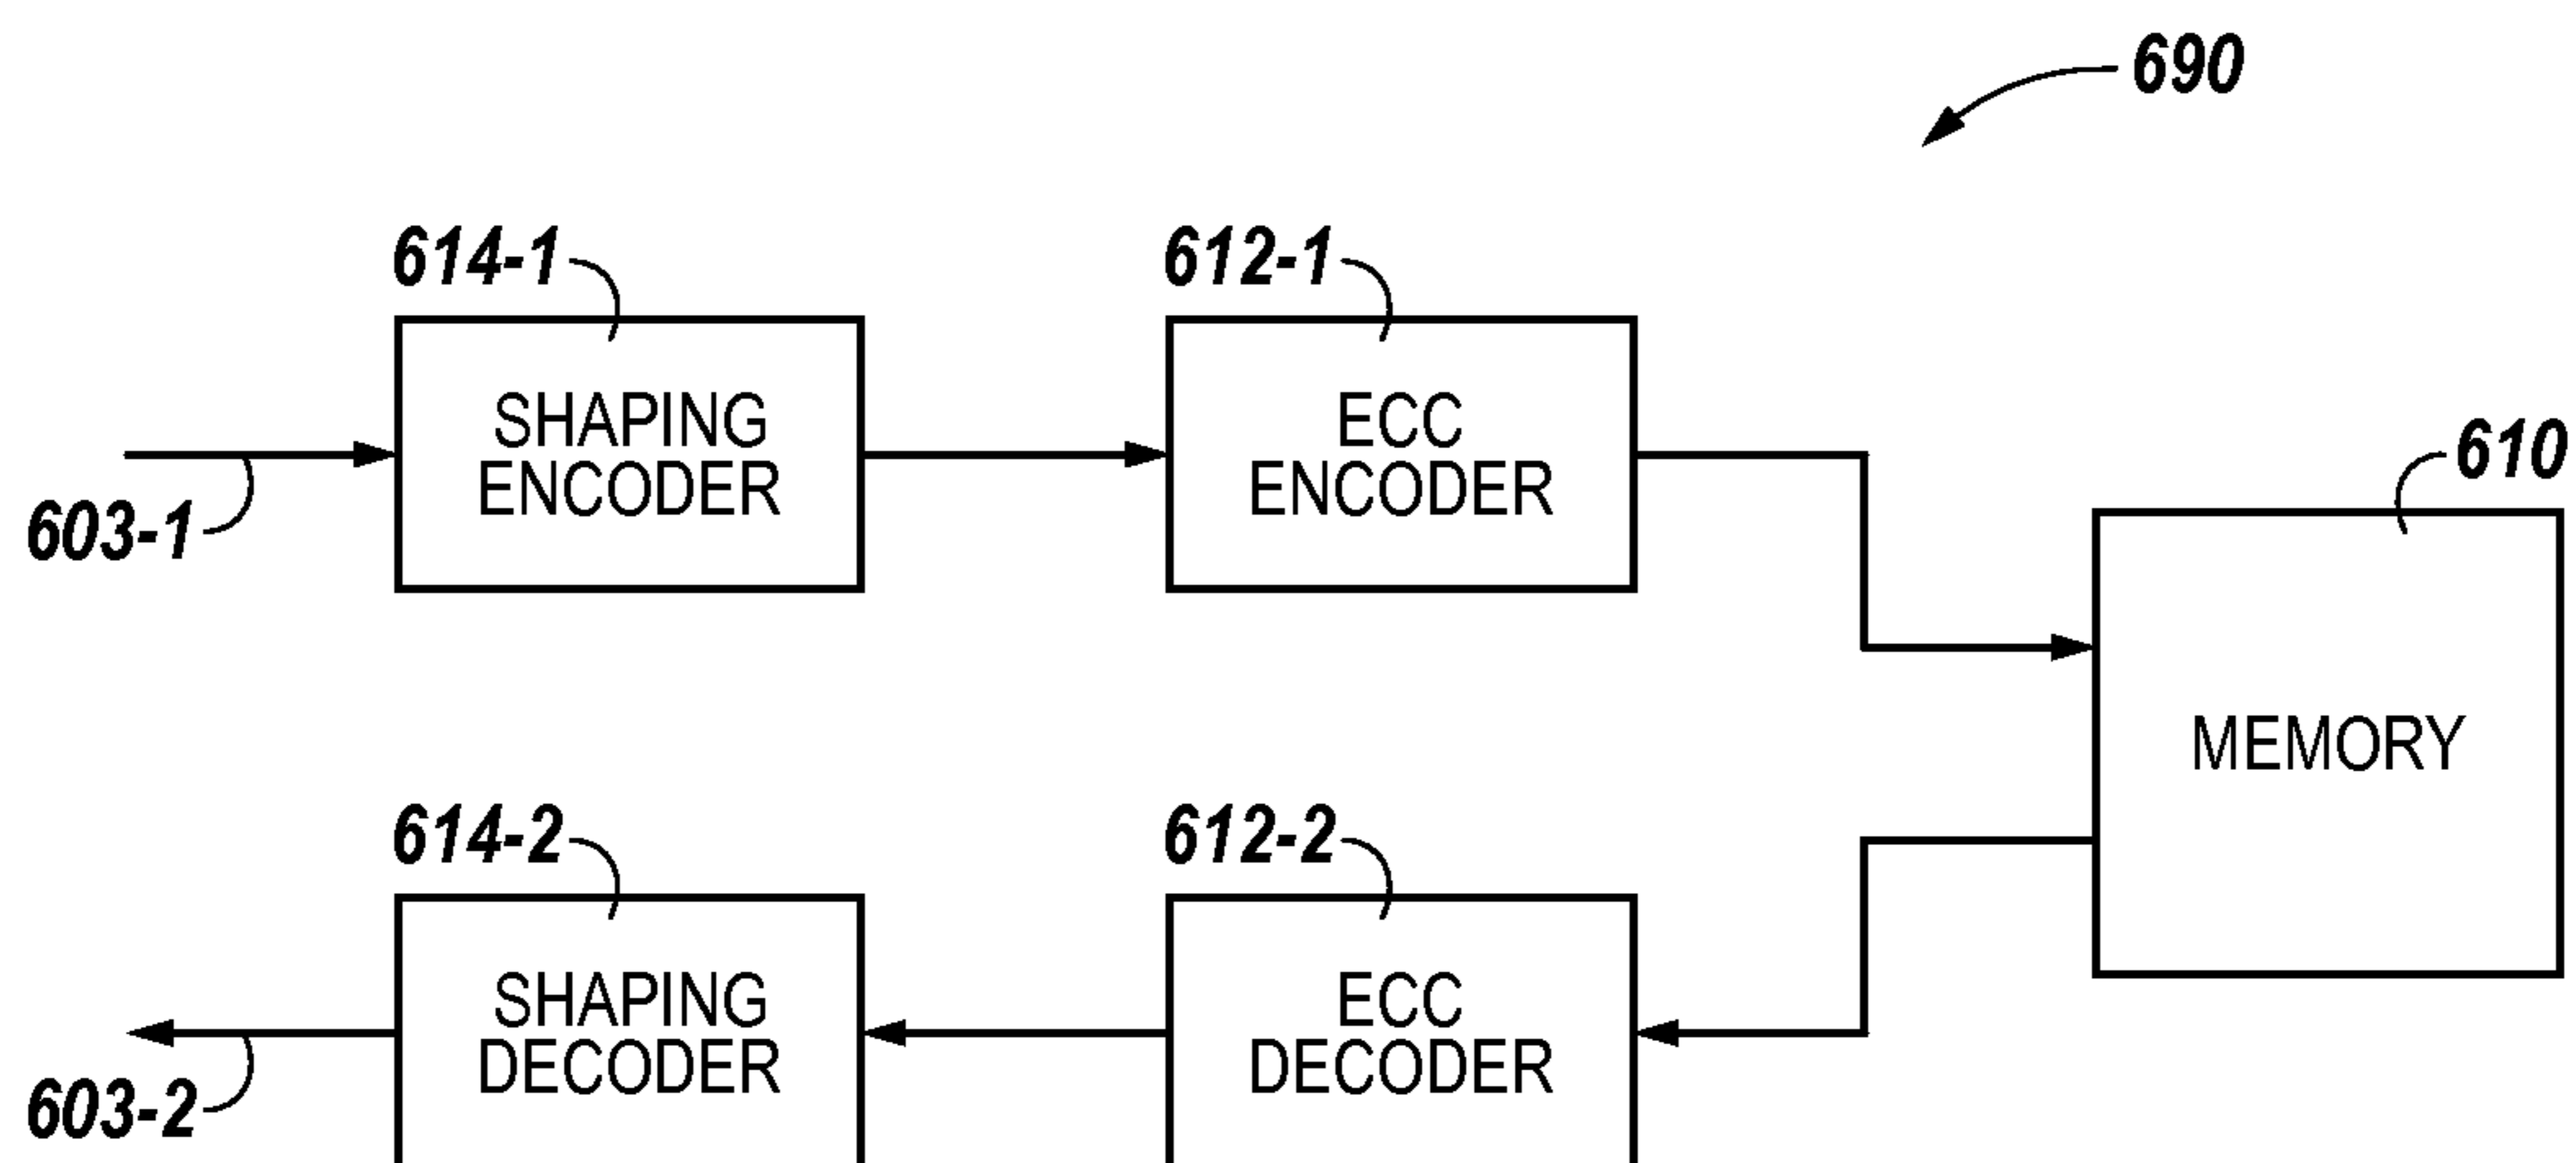 690
614-1
612-1
SHAPING
ENCODER
ECC
ENCODER
610
603-1
MEMORY
614-2
612-2
SHAPING
DECODER
ECC
DECODER
603-2